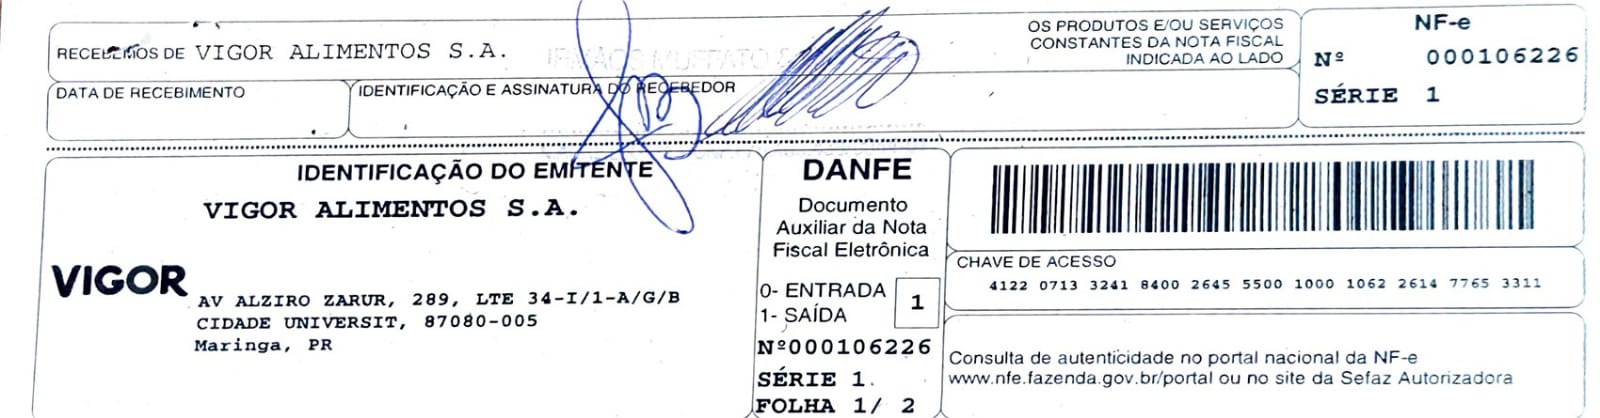 RECEBEMOS DE VIGOR ALIMENTOS S.A.
OS PRODUTOS E/OU SERVIÇOS
CONSTANTES DA NOTA FISCAL
INDICADA AO LADO
NF-e
Nº 000106226
SÉRIE 1
DATA DE RECEBIMENTO
IDENTIFICAÇÃO E ASSINATURA DO RECEBEDOR
IDENTIFICAÇÃO DO EMITENTE
VIGOR ALIMENTOS S.A.
VIGOR
AV ALZIRO ZARUR, 289, LTE 34-I/1-A/G/B
CIDADE UNIVERSIT, 87080-005
Maringa, PR
DANFE
Documento
Auxiliar da Nota
Fiscal Eletrônica
0- ENTRADA
1- SAÍDA
1
Nº000106226
SÉRIE 1
FOLHA 1/ 2
CHAVE DE ACESSO
4122 0713 3241 8400 2645 5500 1000 1062 2614 7765 3311
Consulta de autenticidade no portal nacional da NF-e
www.nfe.fazenda.gov.br/portal ou no site da Sefaz Autorizadora